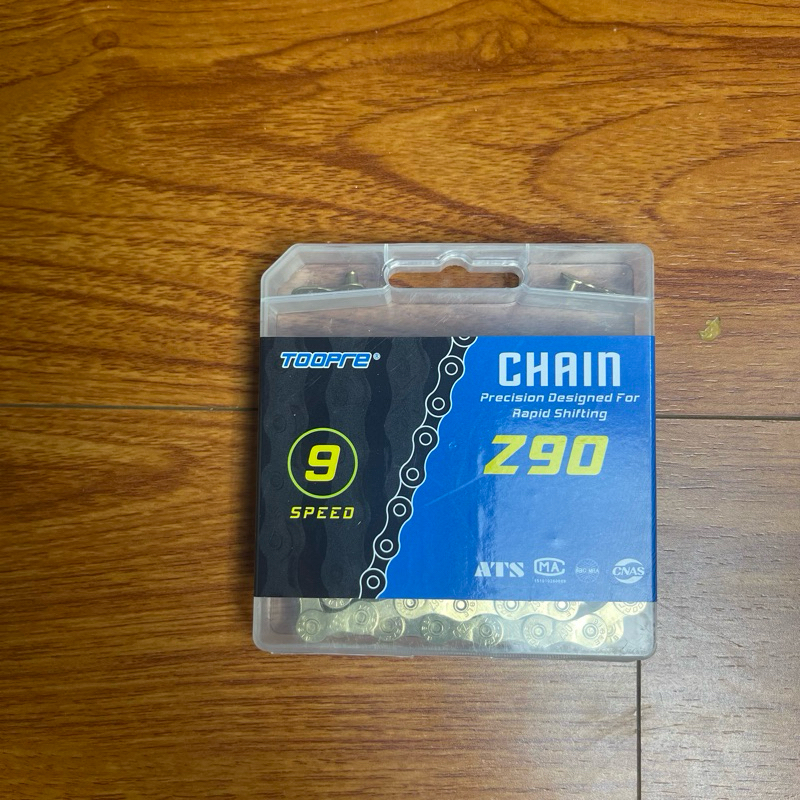 TOOPRE®
CHAIN
Precision Designed For
Rapid Shifting
Z90
9
SPEED
ATS
MA
CNAS